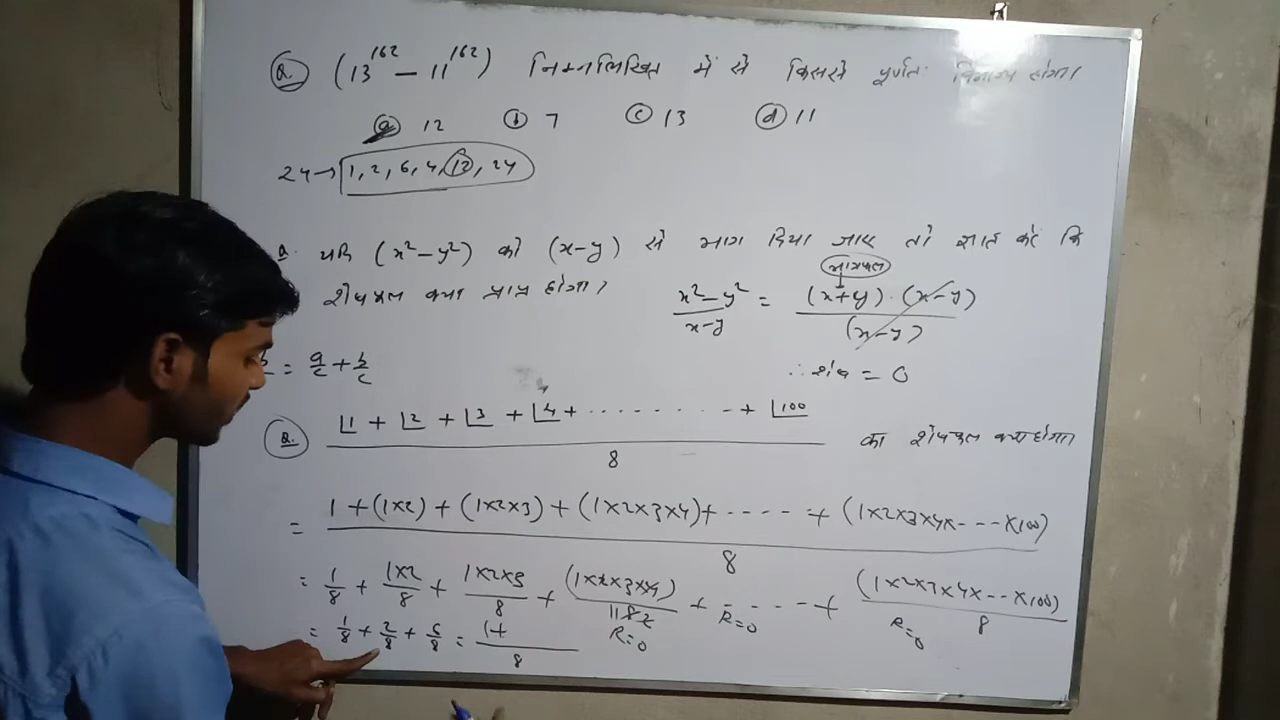 Q. (13¹⁶² – 11¹⁶²) निम्नलिखित में से किससे पूर्णतः विभाज्य होगा।
(a) 12 (b) 7 (c) 13 (d) 11
24 → 1, 2, 6, 4, 12, 24
Q. यदि (x² – y²) को (x – y) से भाग दिया जाए तो ज्ञात करें कि
शेषफल क्या प्राप्त होगा।
भागफल
(x² – y²)/(x – y) = (x + y) · (x – y)/(x – y)
= a/c + b/c
∴ शेष = 0
Q. (|1 + |2 + |3 + |4 + ........ + |100)/8 का शेषफल क्या होगा
= (1 + (1×2) + (1×2×3) + (1×2×3×4) + ---- + (1×2×3×4×---×100))/8
= 1/8 + (1×2)/8 + (1×2×3)/8 + (1×2×3×4)/8 + ----- + (1×2×3×4×--×100)/8
R=0 R=0 R=0
= 1/8 + 2/8 + 6/8 = (1+)/8